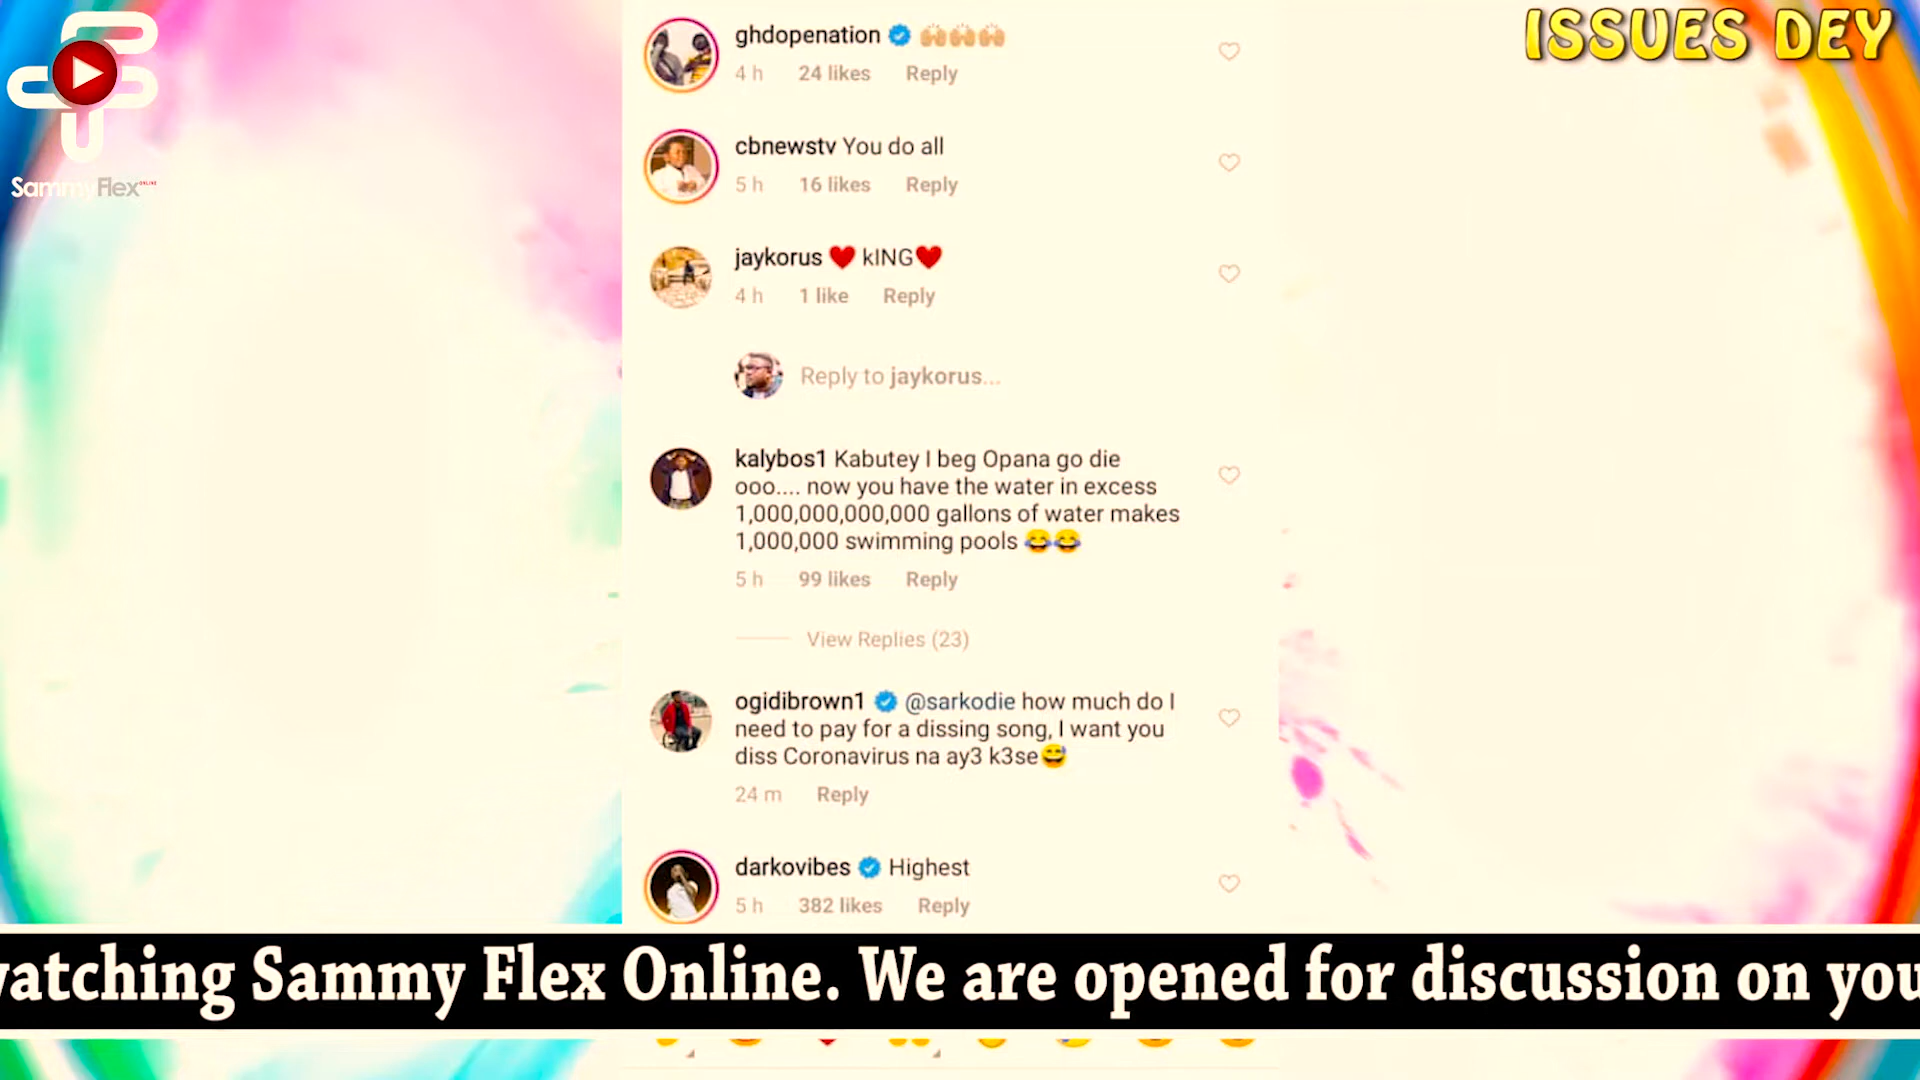 ISSUES DEY
SammyFlex ONLINE
ghdopenation 🙌🙌🙌
4 h 24 likes Reply
cbnewstv You do all
5 h 16 likes Reply
jaykorus ❤️ kING❤️
4 h 1 like Reply
Reply to jaykorus...
kalybos1 Kabutey I beg Opana go die
ooo.... now you have the water in excess
1,000,000,000,000 gallons of water makes
1,000,000 swimming pools 😂😂
5 h 99 likes Reply
View Replies (23)
ogidibrown1 @sarkodie how much do I
need to pay for a dissing song, I want you
diss Coronavirus na ay3 k3se😅
24 m Reply
darkovibes Highest
5 h 382 likes Reply
watching Sammy Flex Online. We are opened for discussion on you